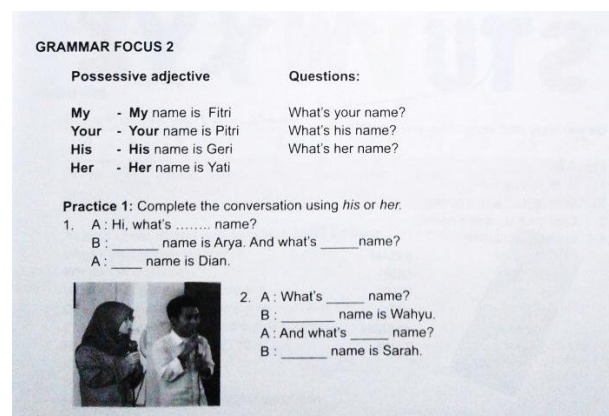 GRAMMAR FOCUS 2
Possessive adjective Questions:
My - My name is Fitri What's your name?
Your - Your name is Pitri What's his name?
His - His name is Geri What's her name?
Her - Her name is Yati
Practice 1: Complete the conversation using his or her.
1. A : Hi, what's ........ name?
B : ______ name is Arya. And what's _____name?
A : ____ name is Dian.
2. A : What's _____ name?
B : ______ name is Wahyu.
A : And what's _____ name?
B : ______ name is Sarah.